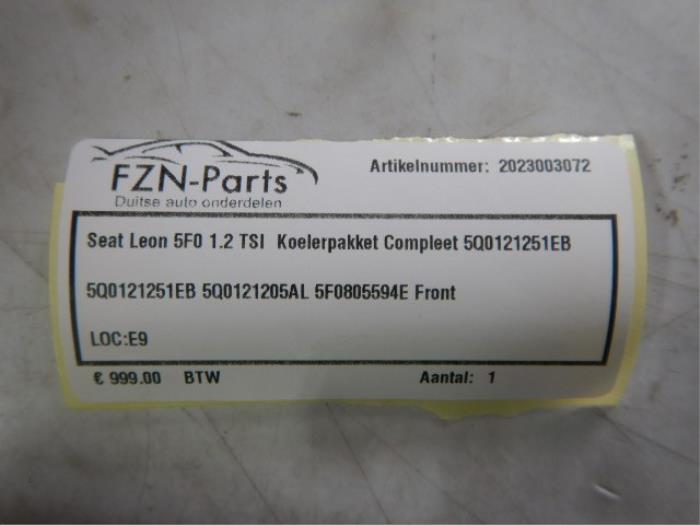 FZN-Parts
Duitse auto onderdelen
Artikelnummer: 2023003072
Seat Leon 5F0 1.2 TSI Koelerpakket Compleet 5Q0121251EB
5Q0121251EB 5Q0121205AL 5F0805594E Front
LOC:E9
€ 999.00 BTW Aantal: 1